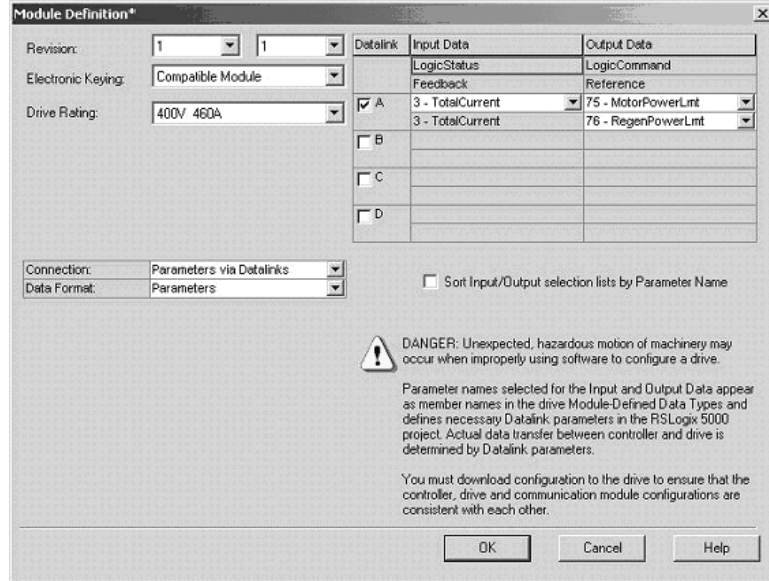 Module Definition*
Revision: 1 1
Electronic Keying: Compatible Module
Drive Rating: 400V 460A
Datalink Input Data Output Data
LogicStatus LogicCommand
Feedback Reference
A 3 - TotalCurrent 75 - MotorPowerLmt
3 - TotalCurrent 76 - RegenPowerLmt
B
C
D
Connection: Parameters via Datalinks
Data Format: Parameters
Sort Input/Output selection lists by Parameter Name
DANGER: Unexpected, hazardous motion of machinery may
occur when improperly using software to configure a drive.
Parameter names selected for the Input and Output Data appear
as member names in the drive Module-Defined Data Types and
defines necessary Datalink parameters in the RSLogix 5000
project. Actual data transfer between controller and drive is
determined by Datalink parameters.
You must download configuration to the drive to ensure that the
controller, drive and communication module configurations are
consistent with each other.
OK Cancel Help